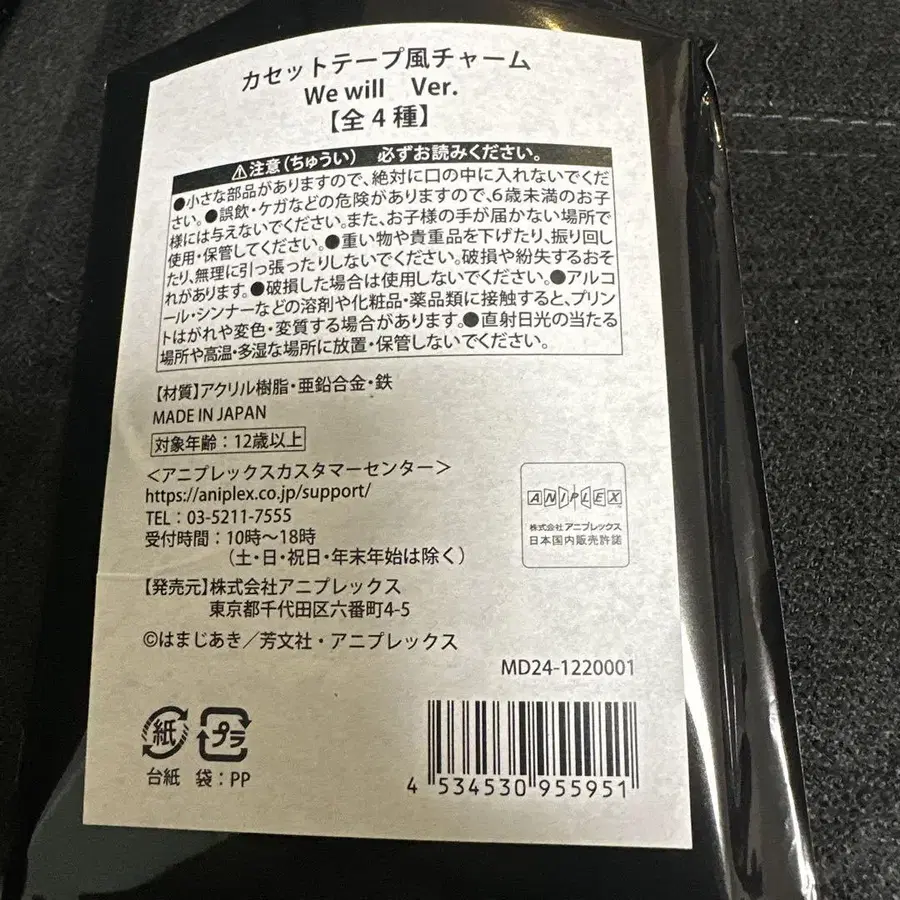 カセットテープ風チャーム
We will Ver.
【全4種】
⚠注意(ちゅうい) 必ずお読みください。
●小さな部品がありますので、絶対に口の中に入れないでくだ
さい。●誤飲・ケガなどの危険がありますので、6歳未満のお子
様には与えないでください。また、お子様の手が届かない場所で
使用・保管してください。●重い物や貴重品を下げたり、振り回し
たり、無理に引っ張ったりしないでください。破損や紛失するおそ
れがあります。●破損した場合は使用しないでください。●アルコ
ール・シンナーなどの溶剤や化粧品・薬品類に接触すると、プリン
トはがれや変色・変質する場合があります。●直射日光の当たる
場所や高温・多湿な場所に放置・保管しないでください。
【材質】アクリル樹脂・亜鉛合金・鉄
MADE IN JAPAN
対象年齢：12歳以上
＜アニプレックスカスタマーセンター＞
https://aniplex.co.jp/support/
TEL：03-5211-7555
受付時間：10時～18時
（土・日・祝日・年末年始は除く）
ANIPLEX
株式会社 アニプレックス
日本国内販売許諾
【発売元】株式会社アニプレックス
東京都千代田区六番町4-5
©はまじあき／芳文社・アニプレックス
MD24-1220001
紙 プラ
台紙 袋：PP
4 534530 955951